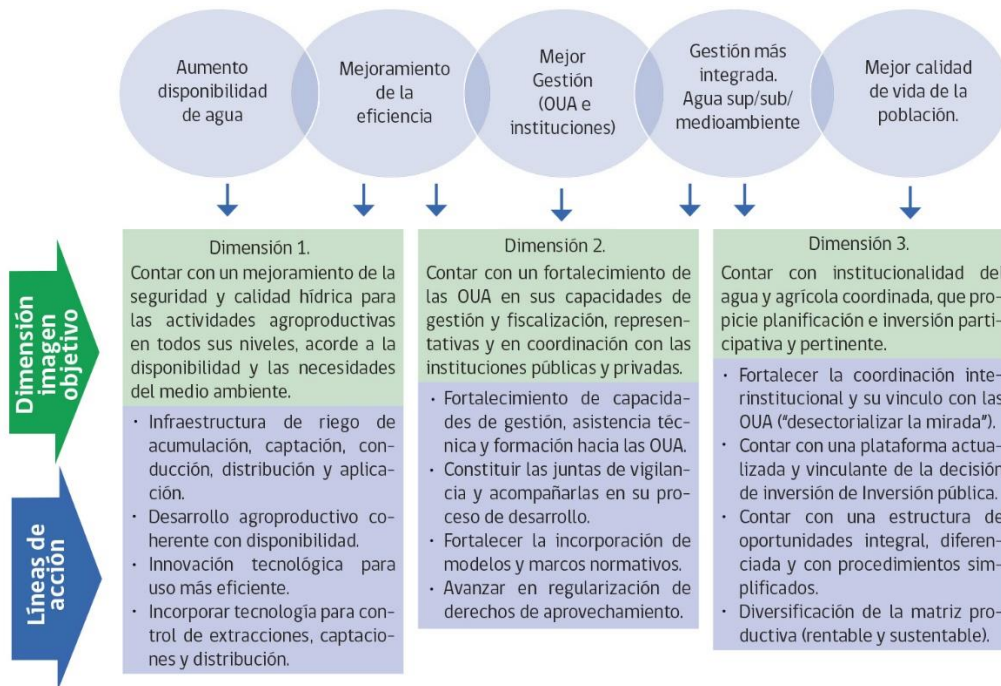 Aumento
disponibilidad
de agua
Mejoramiento
de la
eficiencia
Mejor
Gestión
(OUA e
instituciones)
Gestión más
integrada.
Agua sup/sub/
medioambiente
Mejor calidad
de vida de la
población.
Dimensión
imagen
objetivo
Dimensión 1.
Contar con un mejoramiento de la
seguridad y calidad hídrica para
las actividades agroproductivas
en todos sus niveles, acorde a la
disponibilidad y las necesidades
del medio ambiente.
Dimensión 2.
Contar con un fortalecimiento de
las OUA en sus capacidades de
gestión y fiscalización, represen-
tativas y en coordinación con las
instituciones públicas y privadas.
Dimensión 3.
Contar con institucionalidad del
agua y agrícola coordinada, que pro-
picie planificación e inversión parti-
cipativa y pertinente.
Líneas de
acción
· Infraestructura de riego de
acumulación, captación, con-
ducción, distribución y aplica-
ción.
· Desarrollo agroproductivo co-
herente con disponibilidad.
· Innovación tecnológica para
uso más eficiente.
· Incorporar tecnología para con-
trol de extracciones, captacio-
nes y distribución.
· Fortalecimiento de capacida-
des de gestión, asistencia téc-
nica y formación hacia las OUA.
· Constituir las juntas de vigilan-
cia y acompañarlas en su pro-
ceso de desarrollo.
· Fortalecer la incorporación de
modelos y marcos normativos.
· Avanzar en regularización de
derechos de aprovechamiento.
· Fortalecer la coordinación inte-
rinstitucional y su vinculo con las
OUA ("desectorializar la mirada").
· Contar con una plataforma actua-
lizada y vinculante de la decisión
de inversión de Inversión pública.
· Contar con una estructura de
oportunidades integral, diferen-
ciada y con procedimientos sim-
plificados.
· Diversificación de la matriz pro-
ductiva (rentable y sustentable).